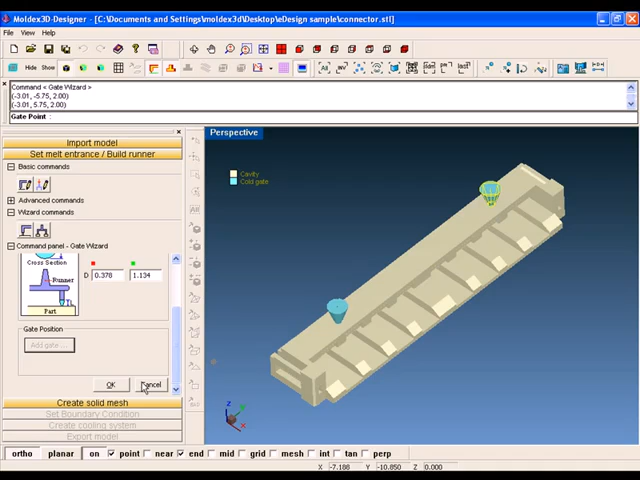 Moldex3D-Designer - [C:\Documents and Settings\moldex3d\Desktop\eDesign sample\connector.stl]
File View Help
Hide Show
All INV
Command < Gate Wizard >
(-3.01, -5.75, 2.00)
(-3.01, 5.75, 2.00)
Gate Point :
Import model
Set melt entrance / Build runner
Basic commands
Advanced commands
Wizard commands
Command panel - Gate Wizard
Cross Section
Runner
Part
D 0.378 1.134
Gate Position
Add gate...
OK Cancel
Create solid mesh
Set Boundary Condition
Create cooling system
Export model
Perspective
Cavity
Cold gate
Z
Y
X
ortho planar on point near end mid grid mesh int tan perp
X -7.188 Y -10.850 Z 0.000